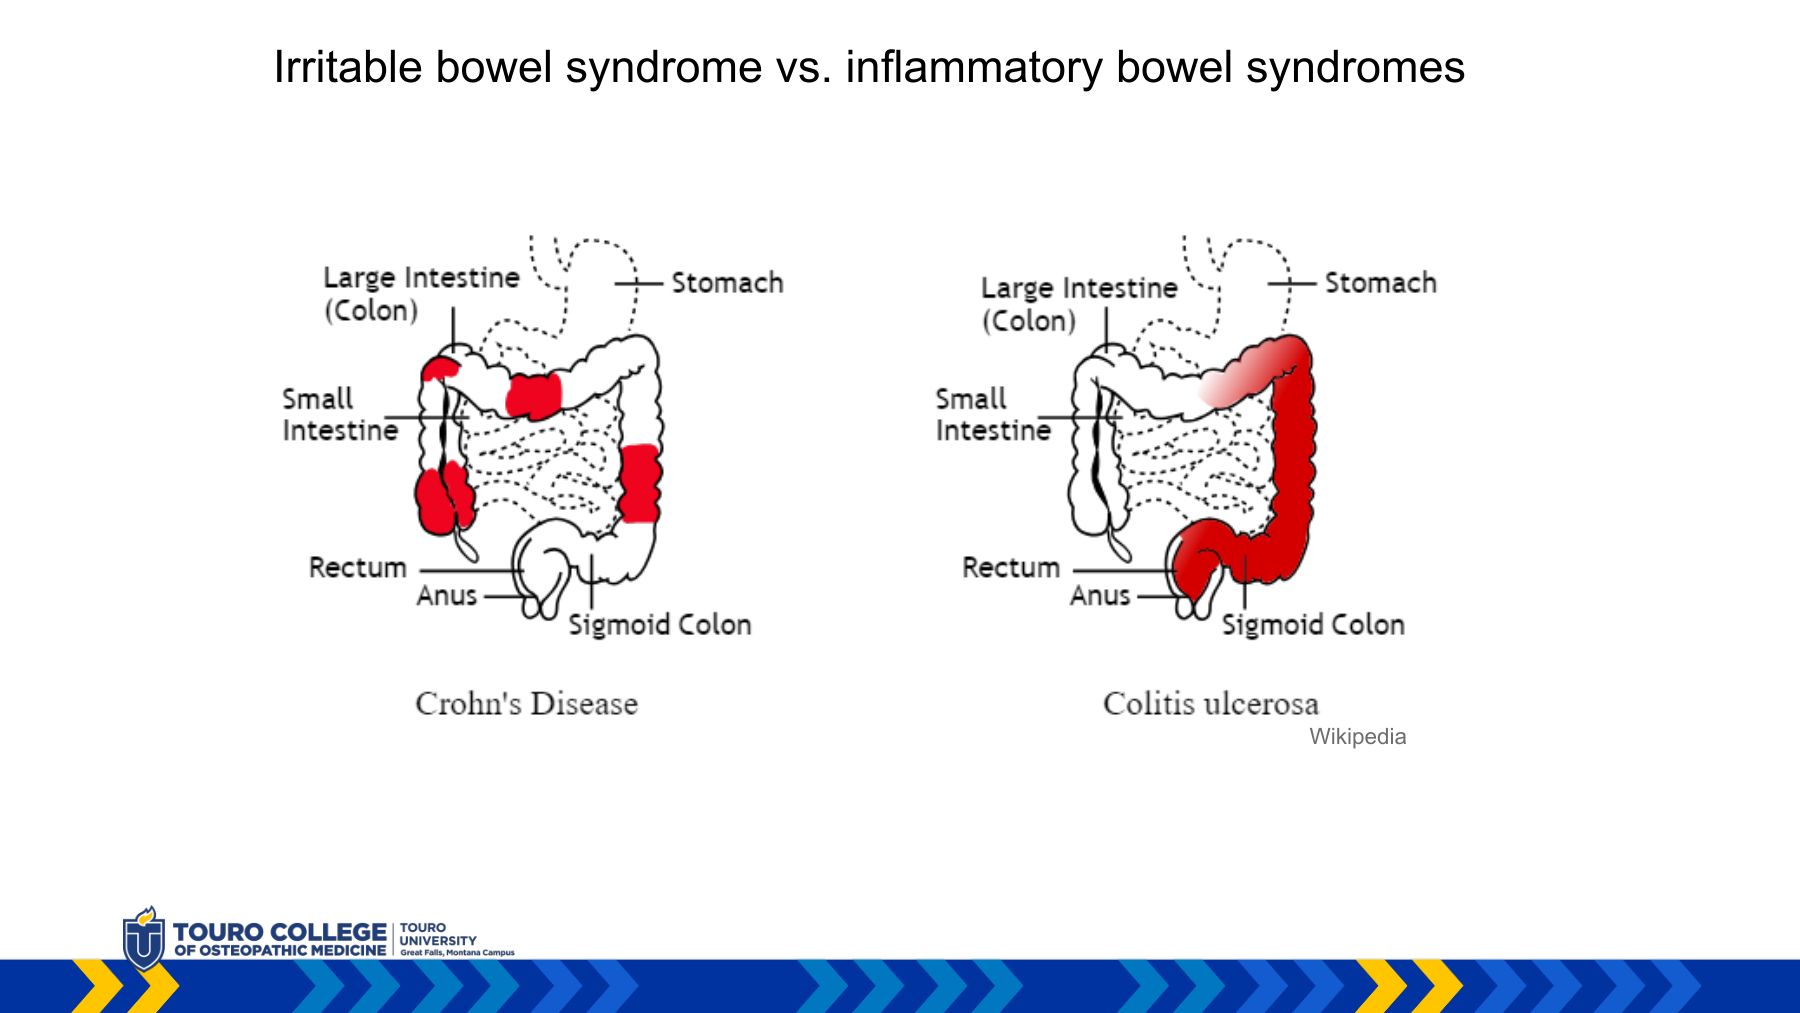 Irritable bowel syndrome vs. inflammatory bowel syndromes
Large Intestine
(Colon)
Stomach
Small
Intestine
Rectum
Anus
Sigmoid Colon
Crohn's Disease
Large Intestine
(Colon)
Stomach
Small
Intestine
Rectum
Anus
Sigmoid Colon
Colitis ulcerosa
Wikipedia
TOURO COLLEGE
OF OSTEOPATHIC MEDICINE
TOURO
UNIVERSITY
Great Falls, Montana Campus